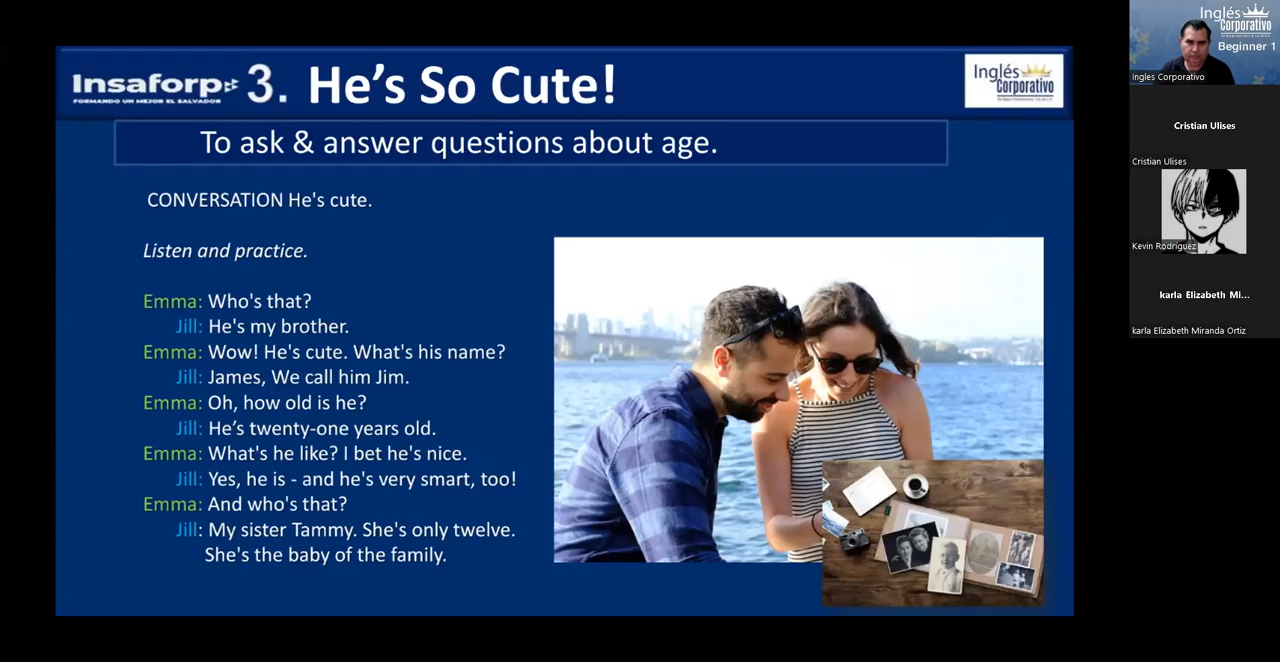 Insaforp
FORMANDO UN MEJOR EL SALVADOR
3. He's So Cute!
Inglés
Corporativo
To ask & answer questions about age.
CONVERSATION He's cute.
Listen and practice.
Emma: Who's that?
Jill: He's my brother.
Emma: Wow! He's cute. What's his name?
Jill: James, We call him Jim.
Emma: Oh, how old is he?
Jill: He’s twenty-one years old.
Emma: What's he like? I bet he's nice.
Jill: Yes, he is - and he's very smart, too!
Emma: And who's that?
Jill: My sister Tammy. She's only twelve.
She's the baby of the family.
Inglés
Corporativo
Beginner 1
Ingles Corporativo
Cristian Ulises
Cristian Ulises
Kevin Rodríguez
karla Elizabeth Mi...
karla Elizabeth Miranda Ortiz